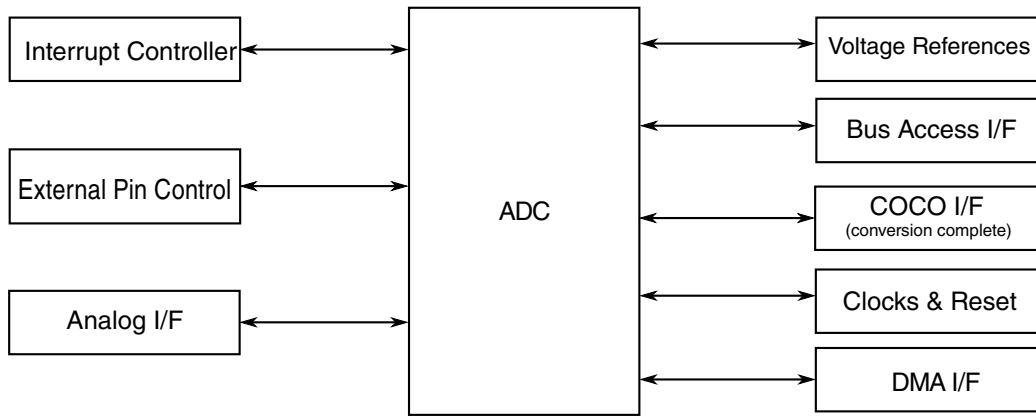 Interrupt Controller
External Pin Control
Analog I/F
ADC
Voltage References
Bus Access I/F
COCO I/F
(conversion complete)
Clocks & Reset
DMA I/F